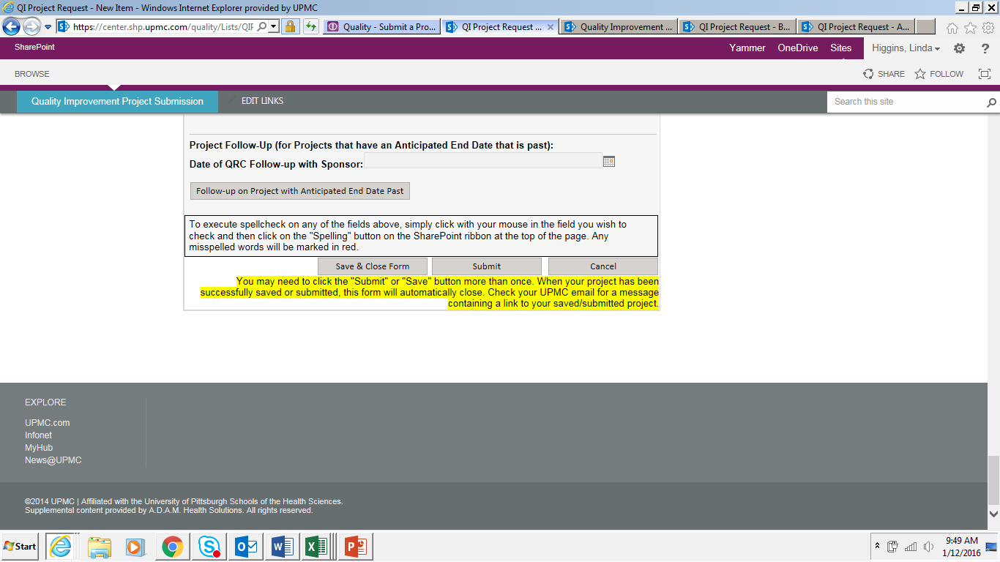 QI Project Request - New Item - Windows Internet Explorer provided by UPMC
https://center.shp.upmc.com/quality/Lists/QIF
Quality - Submit a Pro...
QI Project Request ...
Quality Improvement ...
QI Project Request - B...
QI Project Request - A...
SharePoint
Yammer OneDrive Sites Higgins, Linda ?
BROWSE
SHARE FOLLOW
Quality Improvement Project Submission
EDIT LINKS
Search this site
Project Follow-Up (for Projects that have an Anticipated End Date that is past):
Date of QRC Follow-up with Sponsor:
Follow-up on Project with Anticipated End Date Past
To execute spellcheck on any of the fields above, simply click with your mouse in the field you wish to
check and then click on the "Spelling" button on the SharePoint ribbon at the top of the page. Any
misspelled words will be marked in red.
Save & Close Form
Submit
Cancel
You may need to click the "Submit" or "Save" button more than once. When your project has been
successfully saved or submitted, this form will automatically close. Check your UPMC email for a message
containing a link to your saved/submitted project.
EXPLORE
UPMC.com
Infonet
MyHub
News@UPMC
©2014 UPMC | Affiliated with the University of Pittsburgh Schools of the Health Sciences.
Supplemental content provided by A.D.A.M. Health Solutions. All rights reserved.
Start
9:49 AM
1/12/2016